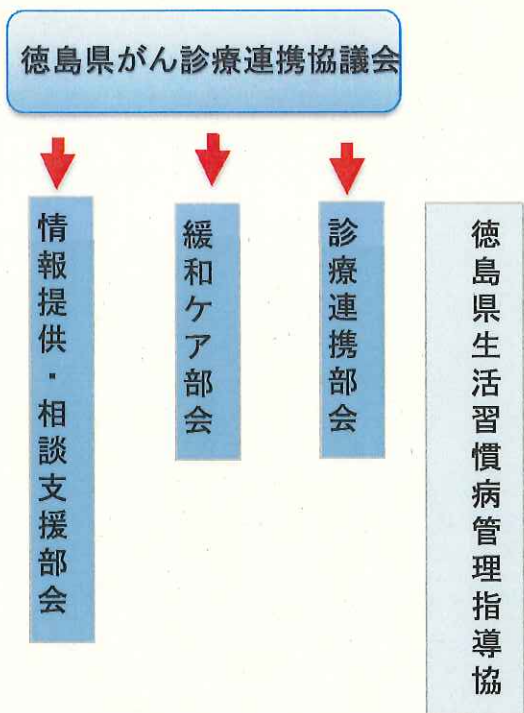 徳島県がん診療連携協議会
情報提供・相談支援部会
緩和ケア部会
診療連携部会
徳島県生活習慣病管理指導協